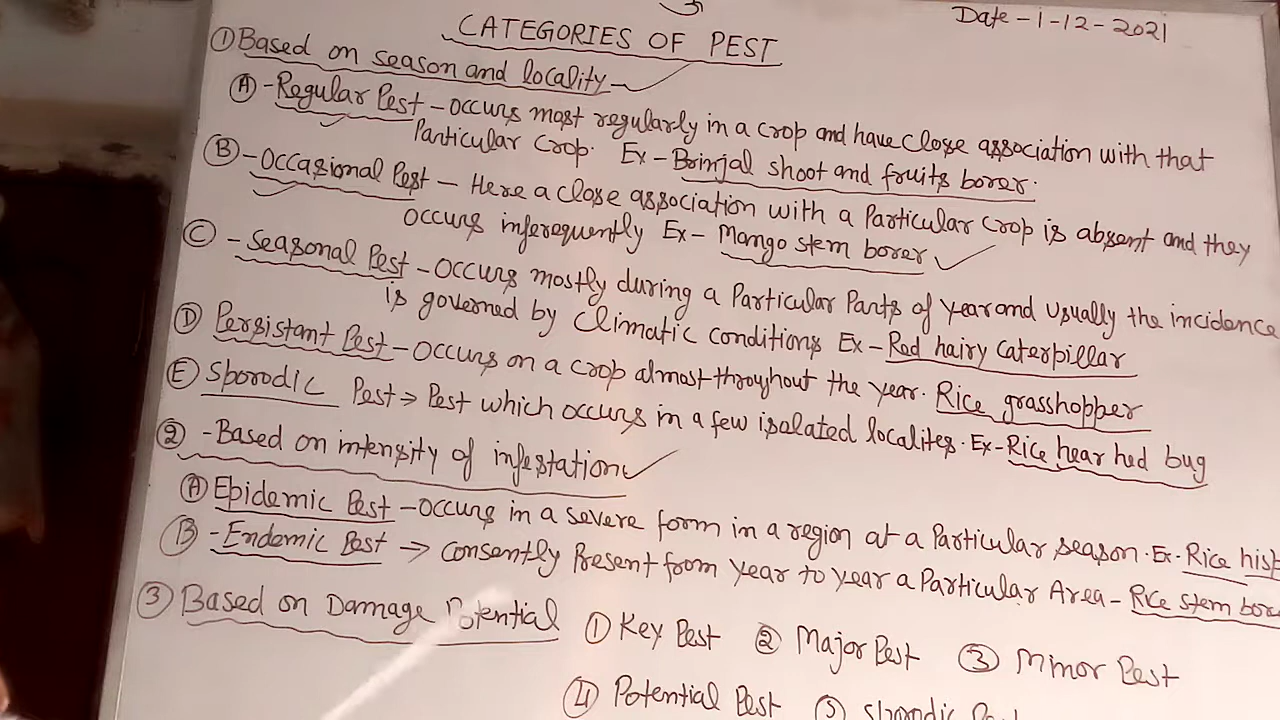 Date - 1-12-2021
CATEGORIES OF PEST
① Based on season and locality
Ⓐ - Regular Pest - occurs most regularly in a crop and have close association with that
Particular Crop. Ex - Brinjal shoot and fruits borer.
Ⓑ - Occasional Pest - Here a close association with a Particular crop is absent and they
occurs inferequently Ex - Mango stem borer
Ⓒ - Seasonal Pest - occurs mostly during a Particular Parts of year and usually the incidence
is governed by climatic conditions Ex - Red hairy caterpillar
Ⓓ Persistant Pest - occurs on a crop almost throyhout the year. Rice grasshopper
Ⓔ Sporodic Pest → Pest which occurs in a few isalated localites. Ex - Rice hear hed bug
② - Based on intensity of infestation
Ⓐ Epidemic Pest - occurs in a severe form in a region at a Particular season. Ex. Rice his
Ⓑ - Endemic Pest → consently Present from year to year a Particular Area - Rice stem bor
③ Based on Damage Potential ① Key Pest ② Major Pest ③ Minor Pest
④ Potential Pest ⑤